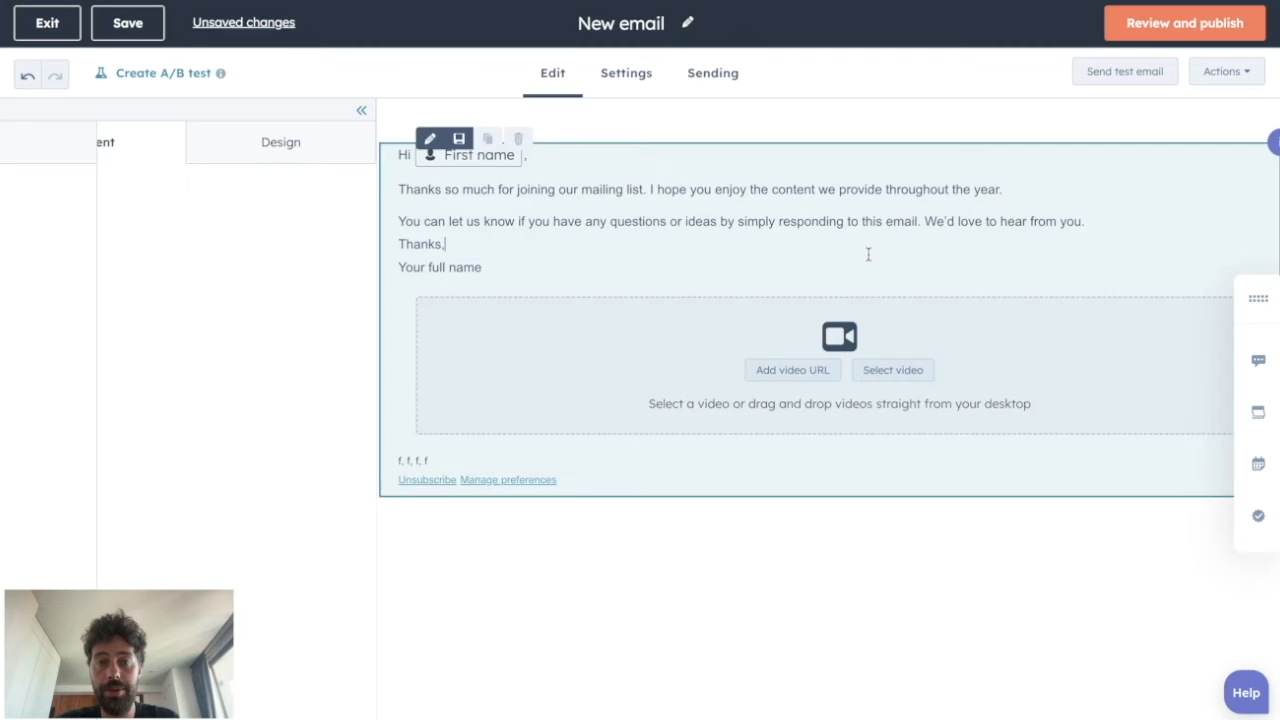 Exit
Save
Unsaved changes
New email
Review and publish
Create A/B test
Edit
Settings
Sending
Send test email
Actions
ent
Design
Hi First name ,
Thanks so much for joining our mailing list. I hope you enjoy the content we provide throughout the year.
You can let us know if you have any questions or ideas by simply responding to this email. We'd love to hear from you.
Thanks,
Your full name
Add video URL
Select video
Select a video or drag and drop videos straight from your desktop
f, f, f, f
Unsubscribe Manage preferences
Help